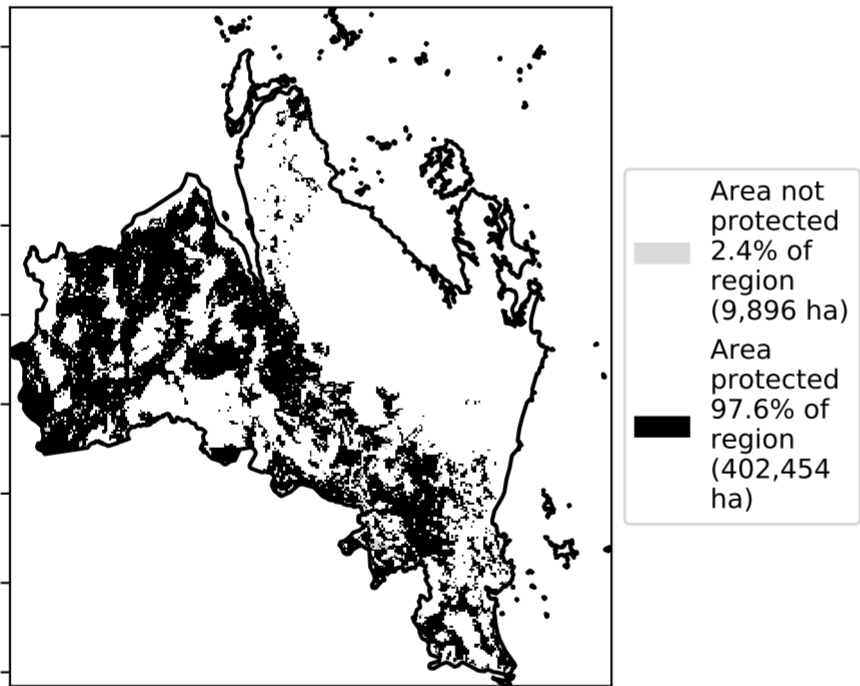 Area not
protected
2.4% of
region
(9,896 ha)
Area
protected
97.6% of
region
(402,454
ha)